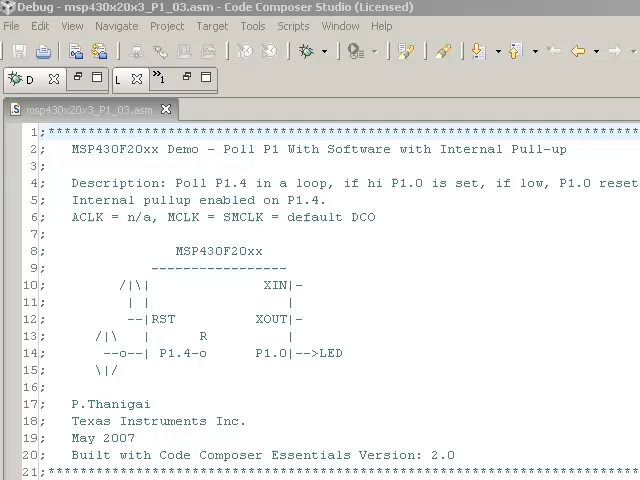 Debug - msp430x20x3_P1_03.asm - Code Composer Studio (Licensed)
File Edit View Navigate Project Target Tools Scripts Window Help
D L »1
msp430x20x3_P1_03.asm
1;***************************************************************************
2;   MSP430F20xx Demo - Poll P1 With Software with Internal Pull-up
3;
4;   Description: Poll P1.4 in a loop, if hi P1.0 is set, if low, P1.0 reset
5;   Internal pullup enabled on P1.4.
6;   ACLK = n/a, MCLK = SMCLK = default DCO
7;
8;                MSP430F20xx
9;             -----------------
10;         /|\|              XIN|-
11;          | |                 |
12;          --|RST          XOUT|-
13;      /|\   |      R          |
14;       --o--| P1.4-o      P1.0|-->LED
15;      \|/
16;
17;   P.Thanigai
18;   Texas Instruments Inc.
19;   May 2007
20;   Built with Code Composer Essentials Version: 2.0
21;***************************************************************************